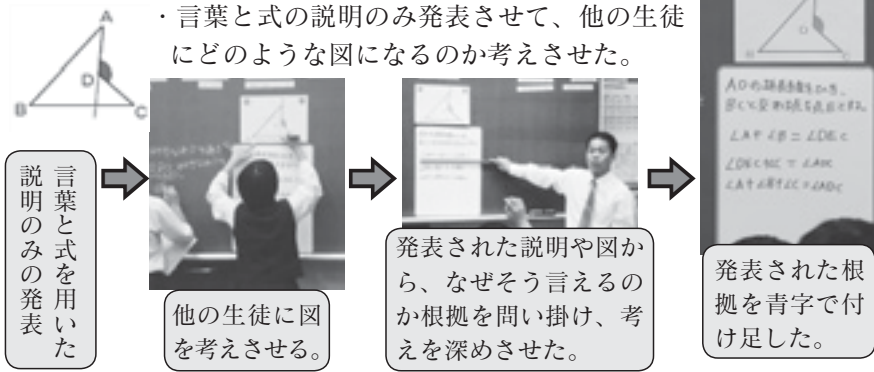 ・言葉と式の説明のみ発表させて、他の生徒
にどのような図になるのか考えさせた。
A
D
B
C
言葉と式を用いた
説明のみの発表
他の生徒に図
を考えさせる。
発表された説明や図か
ら、なぜそう言えるの
か根拠を問い掛け、考
えを深めさせた。
∠A+∠B=∠DEC
∠A+∠B+∠C=∠ADC
発表された根
拠を青字で付
け足した。